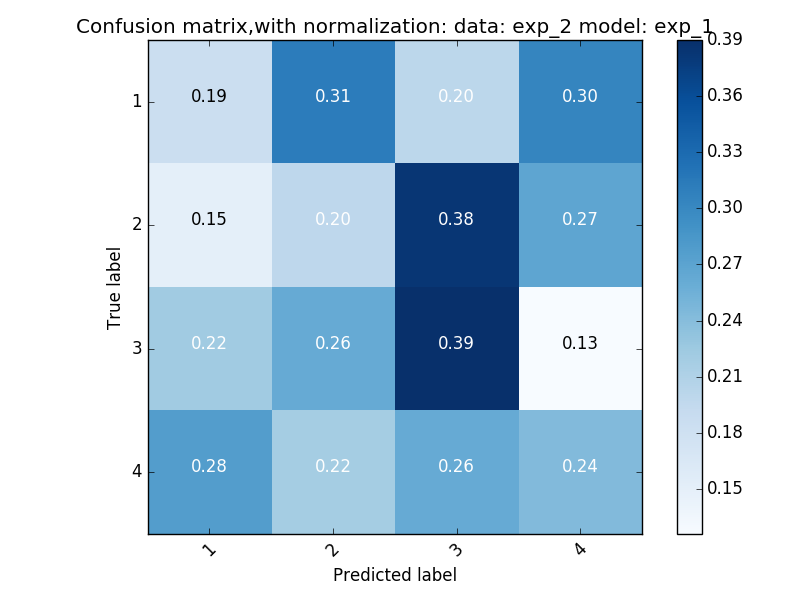 Confusion matrix,with normalization: data: exp_2 model: exp_1
0.39
1 0.19 0.31 0.20 0.30
0.36
0.33
2 0.15 0.20 0.38 0.27
0.30
0.27
3 0.22 0.26 0.39 0.13
0.24
0.21
4 0.28 0.22 0.26 0.24
0.18
0.15
True label
1 2 3 4
Predicted label